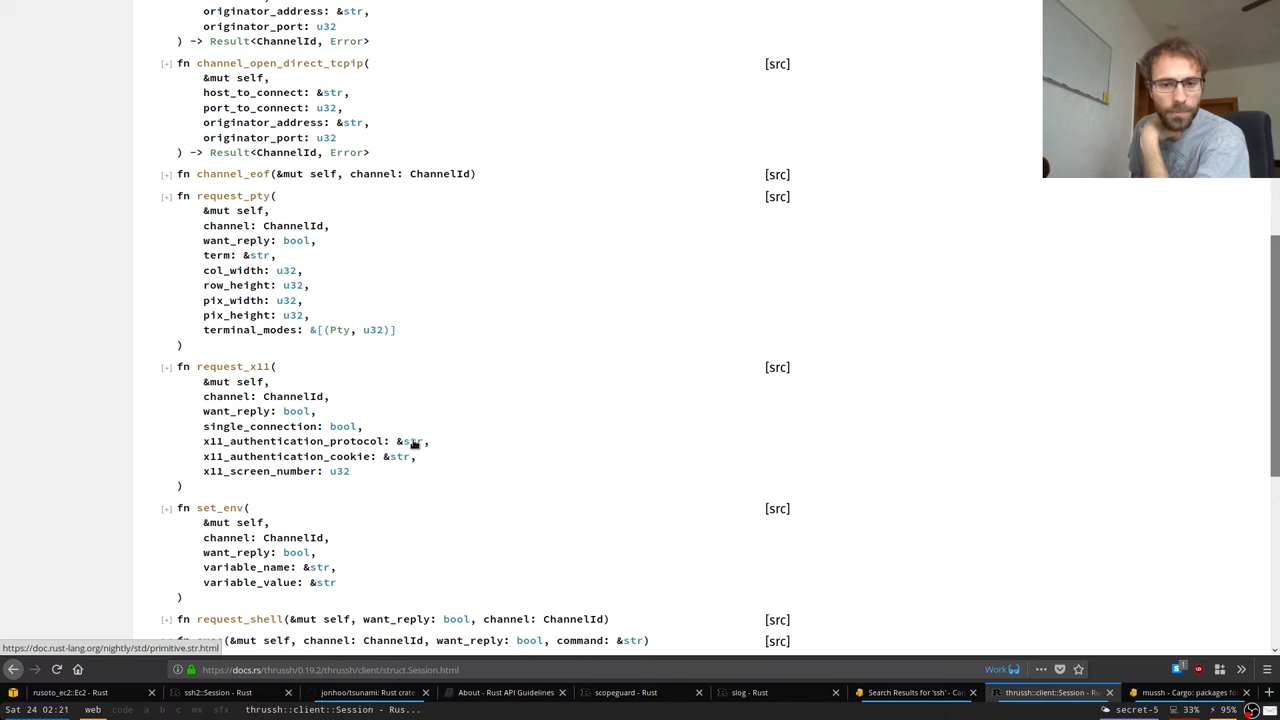 originator_address: &str,
originator_port: u32
) -> Result<ChannelId, Error>
[+] fn channel_open_direct_tcpip( [src]
&mut self,
host_to_connect: &str,
port_to_connect: u32,
originator_address: &str,
originator_port: u32
) -> Result<ChannelId, Error>
[+] fn channel_eof(&mut self, channel: ChannelId) [src]
[+] fn request_pty( [src]
&mut self,
channel: ChannelId,
want_reply: bool,
term: &str,
col_width: u32,
row_height: u32,
pix_width: u32,
pix_height: u32,
terminal_modes: &[(Pty, u32)]
)
[+] fn request_x11( [src]
&mut self,
channel: ChannelId,
want_reply: bool,
single_connection: bool,
x11_authentication_protocol: &str,
x11_authentication_cookie: &str,
x11_screen_number: u32
)
[+] fn set_env( [src]
&mut self,
channel: ChannelId,
want_reply: bool,
variable_name: &str,
variable_value: &str
)
[+] fn request_shell(&mut self, want_reply: bool, channel: ChannelId) [src]
(&mut self, channel: ChannelId, want_reply: bool, command: &str) [src]
https://doc.rust-lang.org/nightly/std/primitive.str.html
https://docs.rs/thrussh/0.19.2/thrussh/client/struct.Session.html Work
rusoto_ec2::Ec2 - Rust ssh2::Session - Rust jonhoo/tsunami: Rust crate About - Rust API Guidelines scopeguard - Rust slog - Rust Search Results for 'ssh' - Ca thrussh::client::Session - Ru mussh - Cargo: packages fo
Sat 24 02:21 web code a b c mx sfx thrussh::client::Session - Rus... secret-5 33% 95%